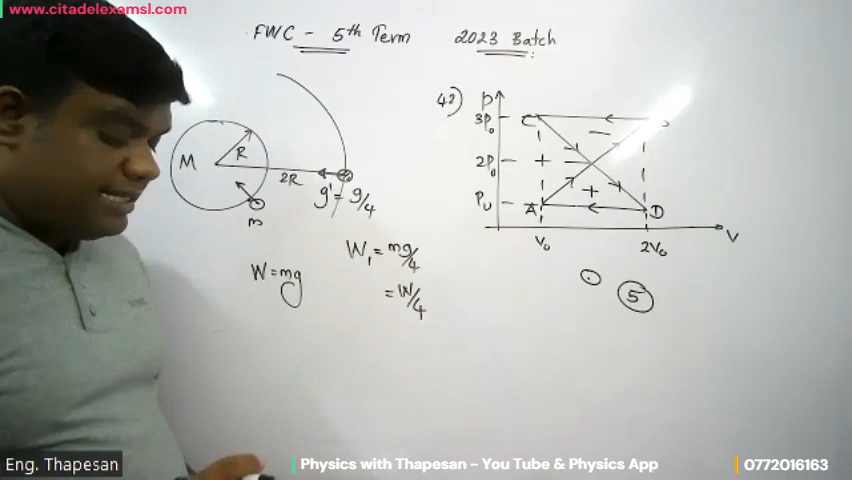 www.citadelexamsl.com
FWC - 5th Term 2023 Batch
M
R
2R
m
g' = g/4
W = mg
W₁ = mg/4
= W/4
42)
P
3P₀
2P₀
P₀
C
A
D
V₀
2V₀
V
5
Eng. Thapesan
Physics with Thapesan - You Tube & Physics App
0772016163